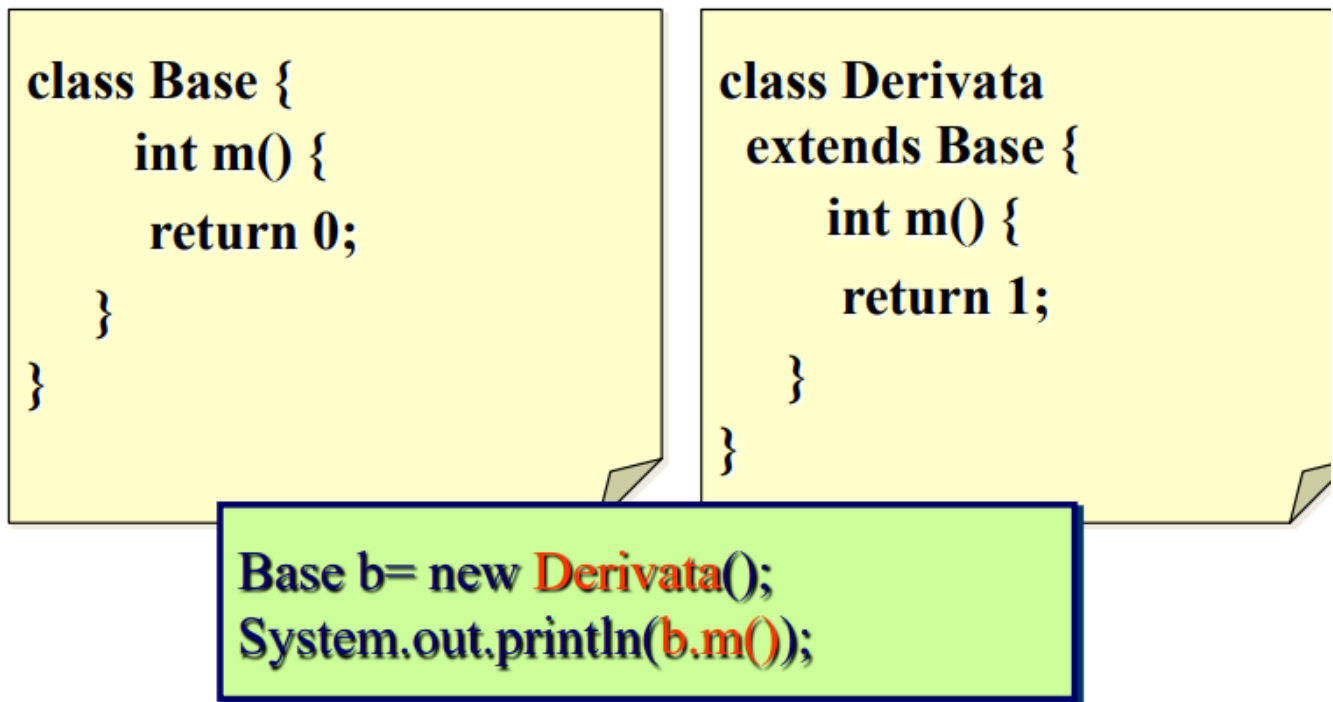 class Base {
int m() {
return 0;
}
}
class Derivata
extends Base {
int m() {
return 1;
}
}
Base b= new Derivata();
System.out.println(b.m());